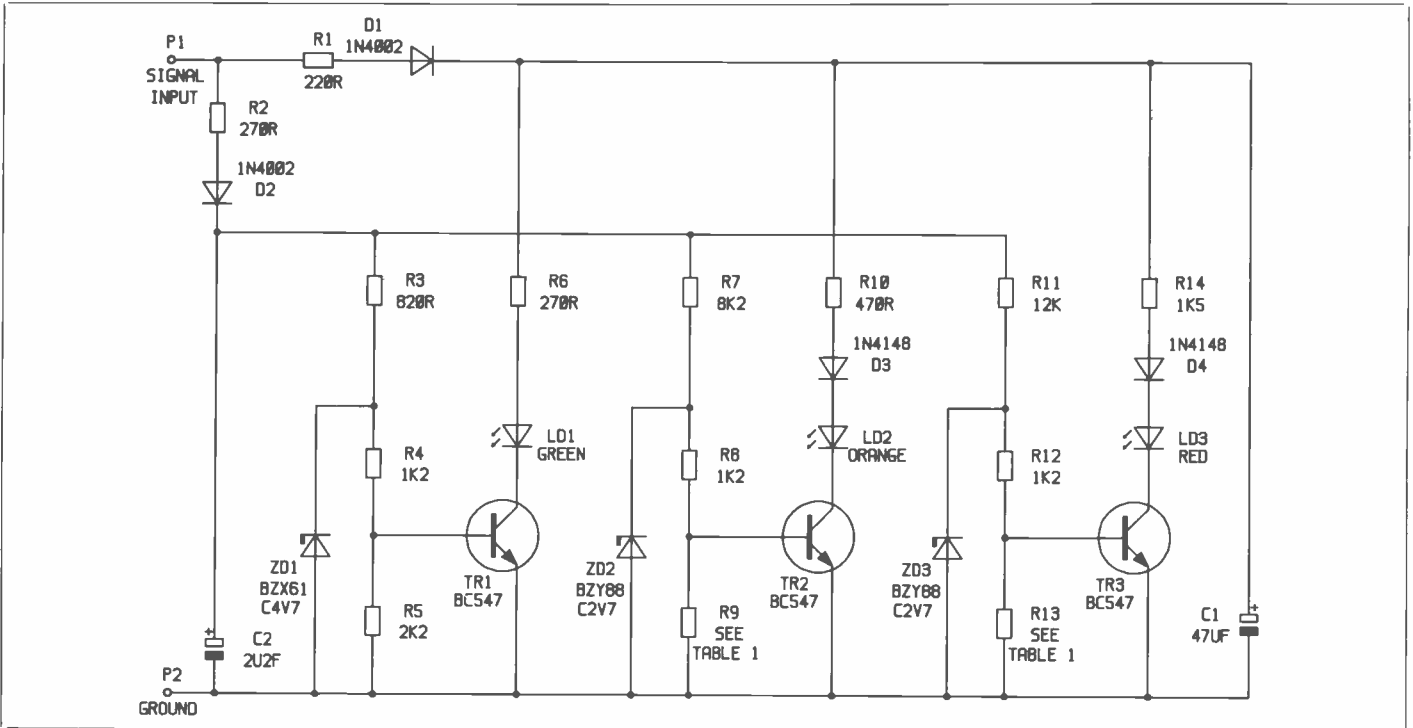 P1
SIGNAL
INPUT
R1
220R
D1
1N4002
R2
270R
1N4002
D2
R3
820R
R6
270R
R7
8K2
R10
470R
R11
12K
R14
1K5
1N4148
D3
1N4148
D4
R4
1K2
LD1
GREEN
R8
1K2
LD2
ORANGE
R12
1K2
LD3
RED
ZD1
BZX61
C4V7
TR1
BC547
ZD2
BZY88
C2V7
TR2
BC547
ZD3
BZY88
C2V7
TR3
BC547
R5
2K2
R9
SEE
TABLE 1
R13
SEE
TABLE 1
C1
47UF
+
C2
2U2F
+
P2
GROUND